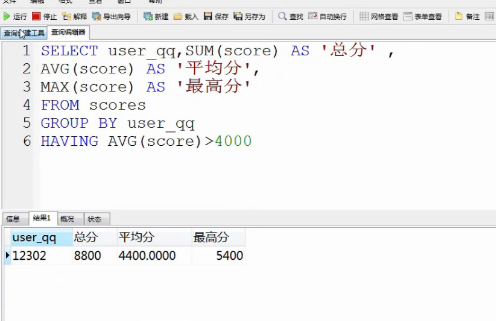 运行 停止 解释 导出向导 新建 载入 保存 另存为 查找 自动换行 网格查看 表单查看 备注
查询创建工具 查询编辑器
1 SELECT user_qq,SUM(score) AS '总分' ,
2 AVG(score) AS '平均分',
3 MAX(score) AS '最高分'
4 FROM scores
5 GROUP BY user_qq
6 HAVING AVG(score)>4000
信息 结果1 概况 状态
user_qq 总分 平均分 最高分
12302 8800 4400.0000 5400